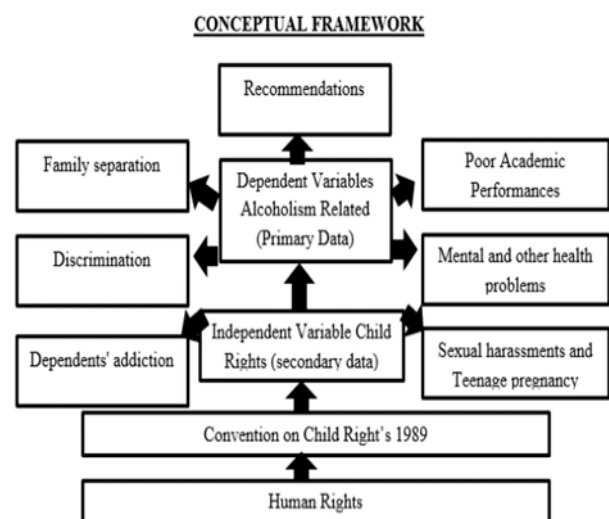 CONCEPTUAL FRAMEWORK
Recommendations
Family separation
Dependent Variables
Alcoholism Related
(Primary Data)
Poor Academic
Performances
Discrimination
Mental and other health
problems
Independent Variable Child
Rights (secondary data)
Dependents' addiction
Sexual harassments and
Teenage pregnancy
Convention on Child Right's 1989
Human Rights